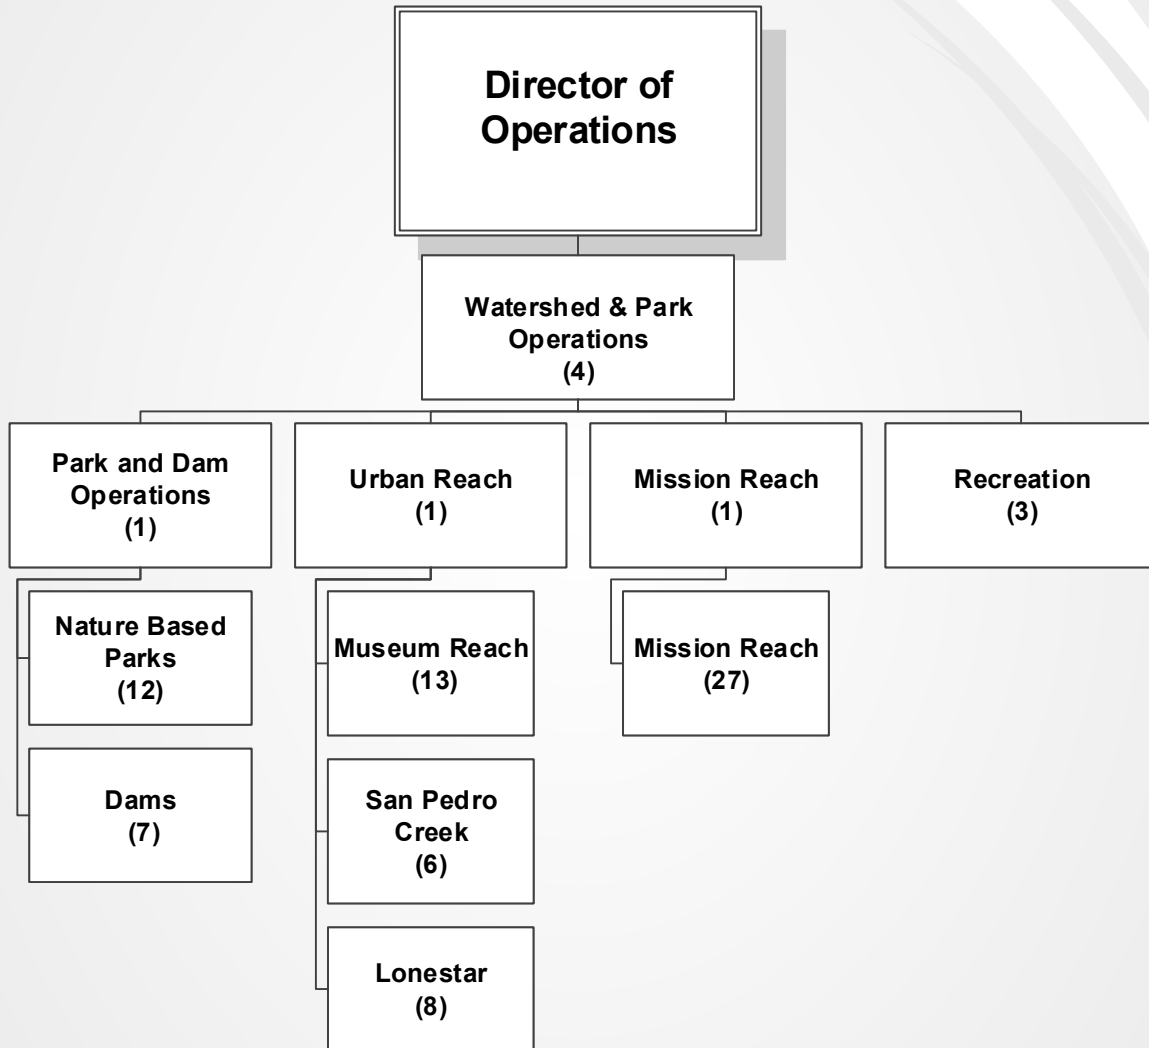 Director of
Operations
Watershed & Park
Operations
(4)
Park and Dam
Operations
(1)
Urban Reach
(1)
Mission Reach
(1)
Recreation
(3)
Nature Based
Parks
(12)
Dams
(7)
Museum Reach
(13)
San Pedro
Creek
(6)
Lonestar
(8)
Mission Reach
(27)